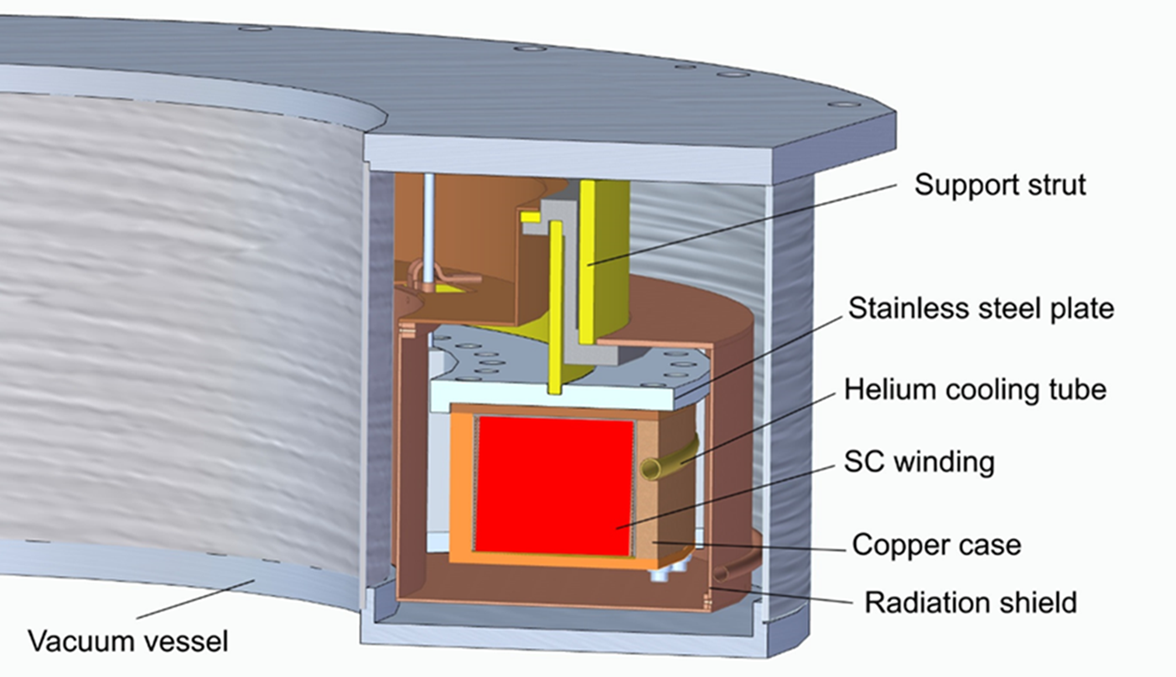 Support strut
Stainless steel plate
Helium cooling tube
SC winding
Copper case
Radiation shield
Vacuum vessel